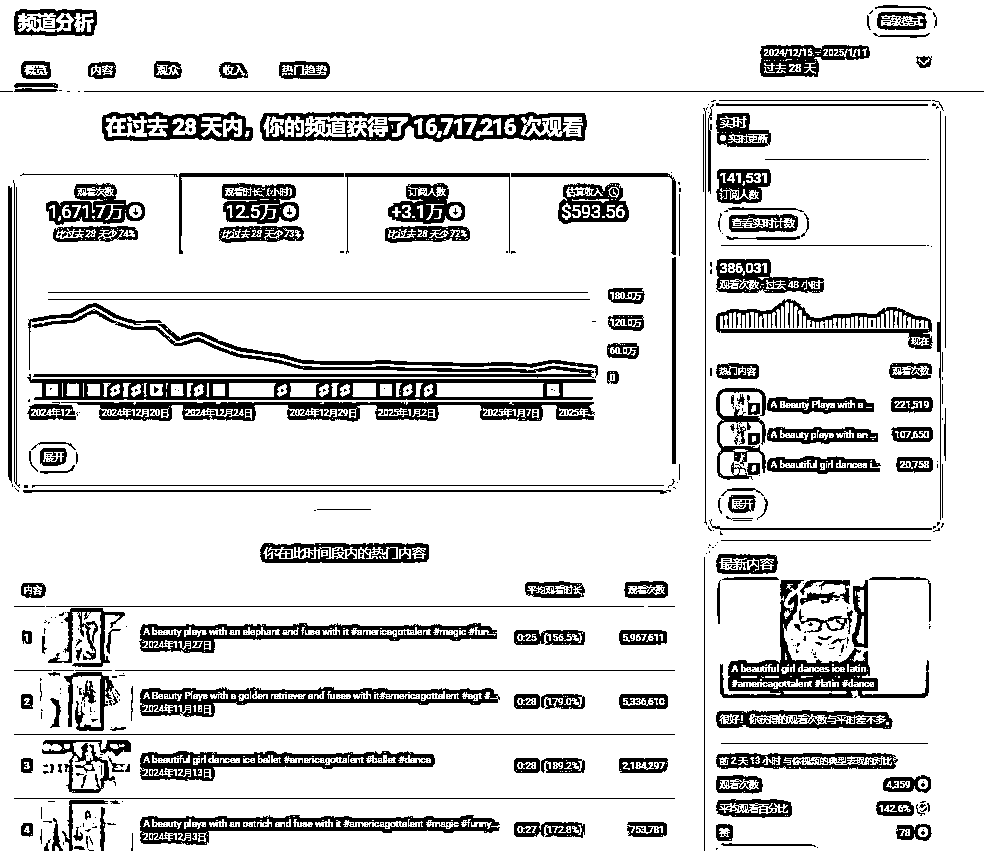 频道分析
高级模式
概览 内容 观众 收入 热门趋势
2024/12/15 – 2025/1/11
过去 28 天
在过去 28 天内，你的频道获得了 16,717,216 次观看
观看次数
1,671.7万
比过去 28 天少74%
观看时长 (小时)
12.5万
比过去 28 天少73%
订阅人数
+3.1万
比过去 28 天少72%
估算收入
$593.56
180.0万
120.0万
60.0万
0
2024年12... 2024年12月20日 2024年12月24日 2024年12月29日 2025年1月2日 2025年1月7日 2025年...
展开
你在此时间段内的热门内容
内容 平均观看时长 观看次数
1 A beauty plays with an elephant and fuse with it #americagottalent #magic #fun... 0:25 (156.5%) 5,967,611
2024年11月27日
2 A Beauty Plays with a golden retriever and fuses with it#americagottalent #agt #... 0:28 (179.0%) 5,336,610
2024年11月18日
3 A beautiful girl dances ice ballet #americagottalent #ballet #dance 0:28 (189.2%) 2,184,297
2024年12月13日
4 A beauty plays with an ostrich and fuse with it #americagottalent #magic #funny... 0:27 (172.8%) 753,781
2024年12月3日
实时
实时更新
141,531
订阅人数
查看实时计数
386,031
观看次数 · 过去 48 小时
现在
热门内容 观看次数
A Beauty Plays with a ... 221,519
A beauty plays with an... 107,650
A beautiful girl dances i... 20,758
展开
最新内容
A beautiful girl dances ice latin
#americagottalent #latin #dance
很好！你获得的观看次数与平时差不多。
前 2 天 13 小时 与你视频的典型表现的对比：
观看次数 4,359
平均观看百分比 142.6%
赞 78